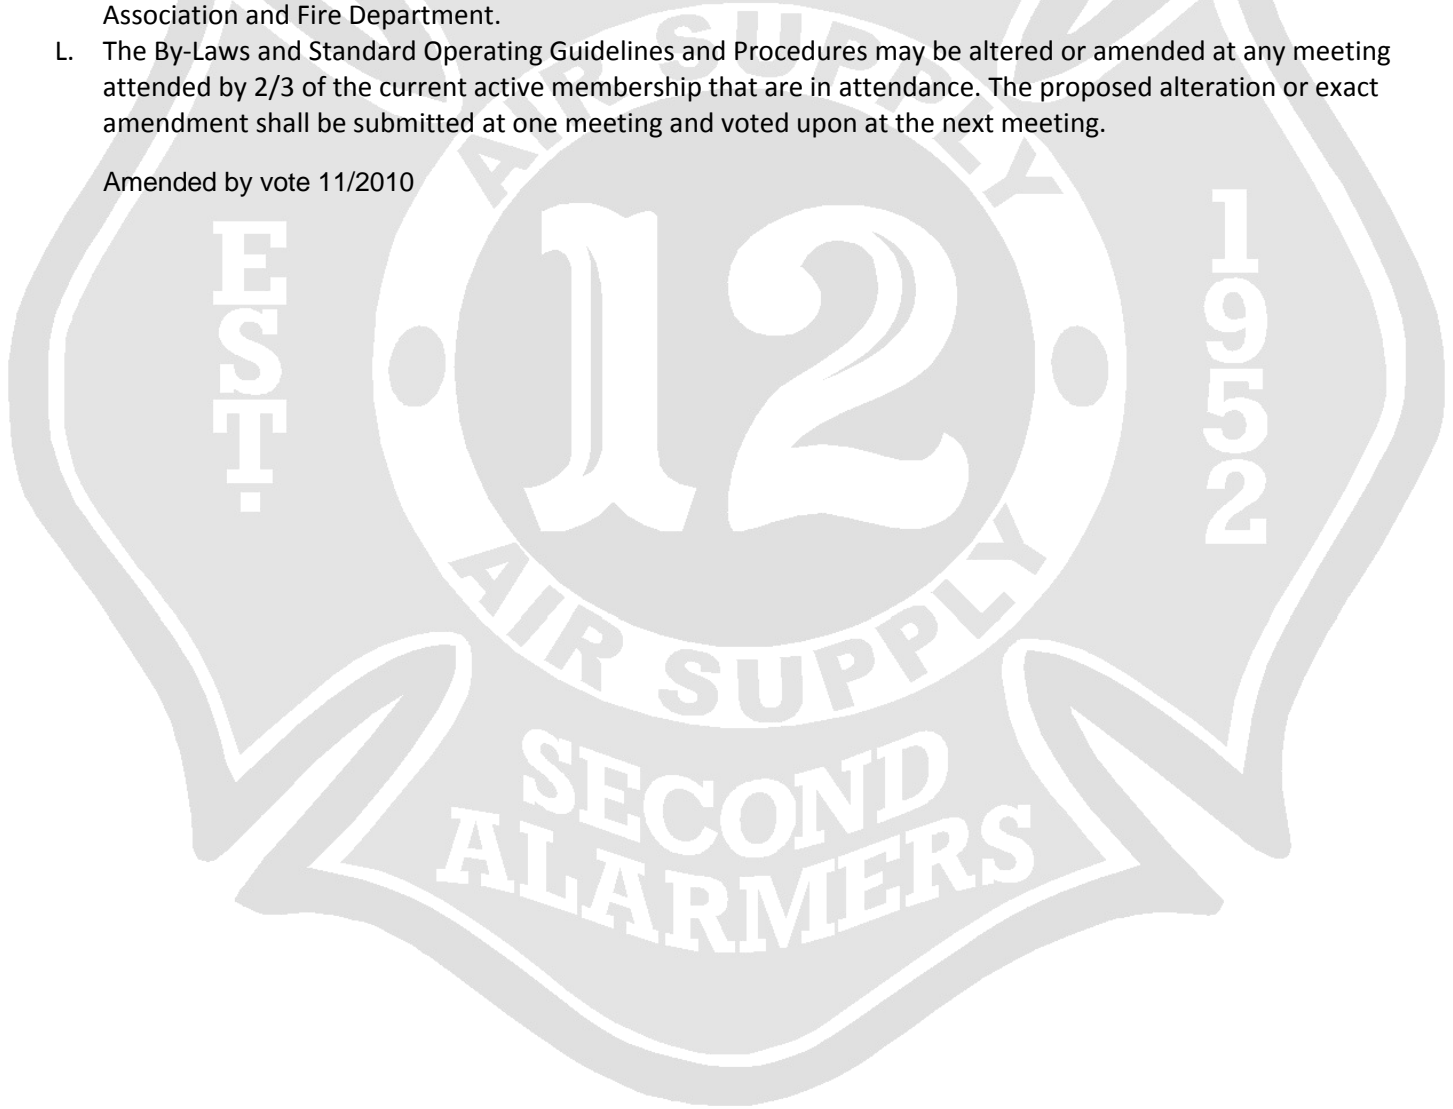 Association and Fire Department.
L. The By-Laws and Standard Operating Guidelines and Procedures may be altered or amended at any meeting
attended by 2/3 of the current active membership that are in attendance. The proposed alteration or exact
amendment shall be submitted at one meeting and voted upon at the next meeting.
Amended by vote 11/2010
AIR SUPPLY
EST.
12
1952
AIR SUPPLY
SECOND
ALARMERS